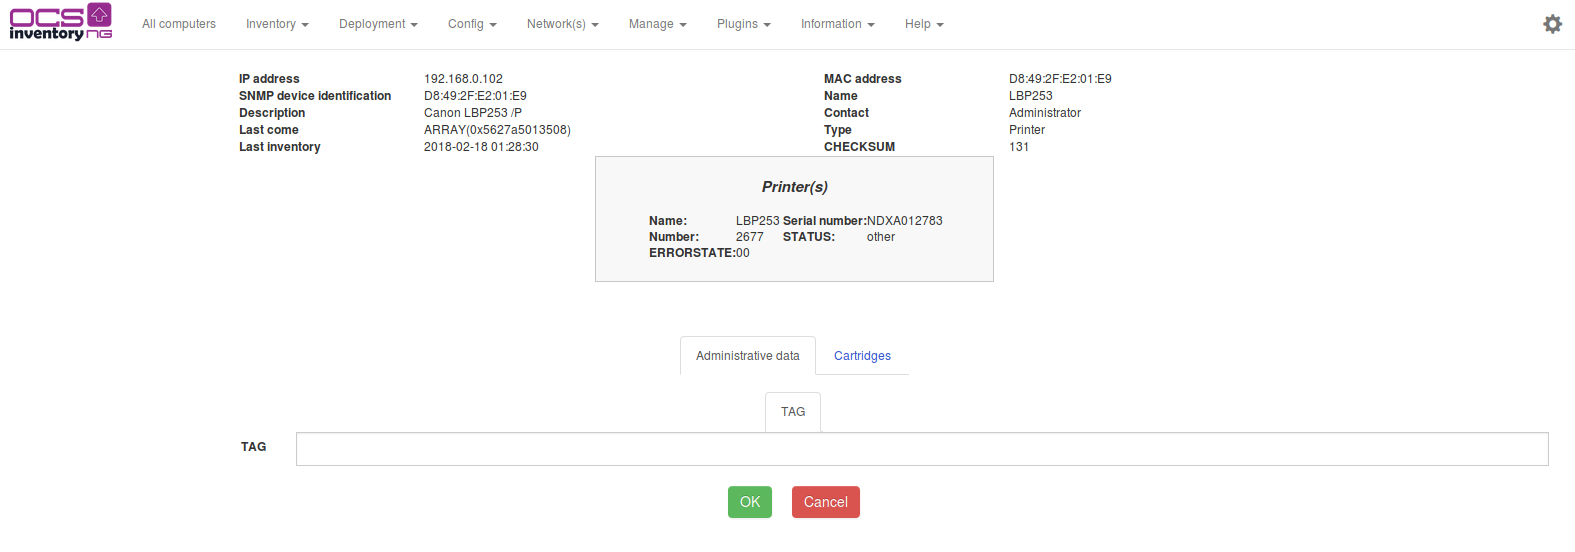 OCS inventory NG
All computers Inventory Deployment Config Network(s) Manage Plugins Information Help
IP address 192.168.0.102 MAC address D8:49:2F:E2:01:E9
SNMP device identification D8:49:2F:E2:01:E9 Name LBP253
Description Canon LBP253 /P Contact Administrator
Last come ARRAY(0x5627a5013508) Type Printer
Last inventory 2018-02-18 01:28:30 CHECKSUM 131
Printer(s)
Name: LBP253 Serial number:NDXA012783
Number: 2677 STATUS: other
ERRORSTATE:00
Administrative data Cartridges
TAG
TAG
OK Cancel